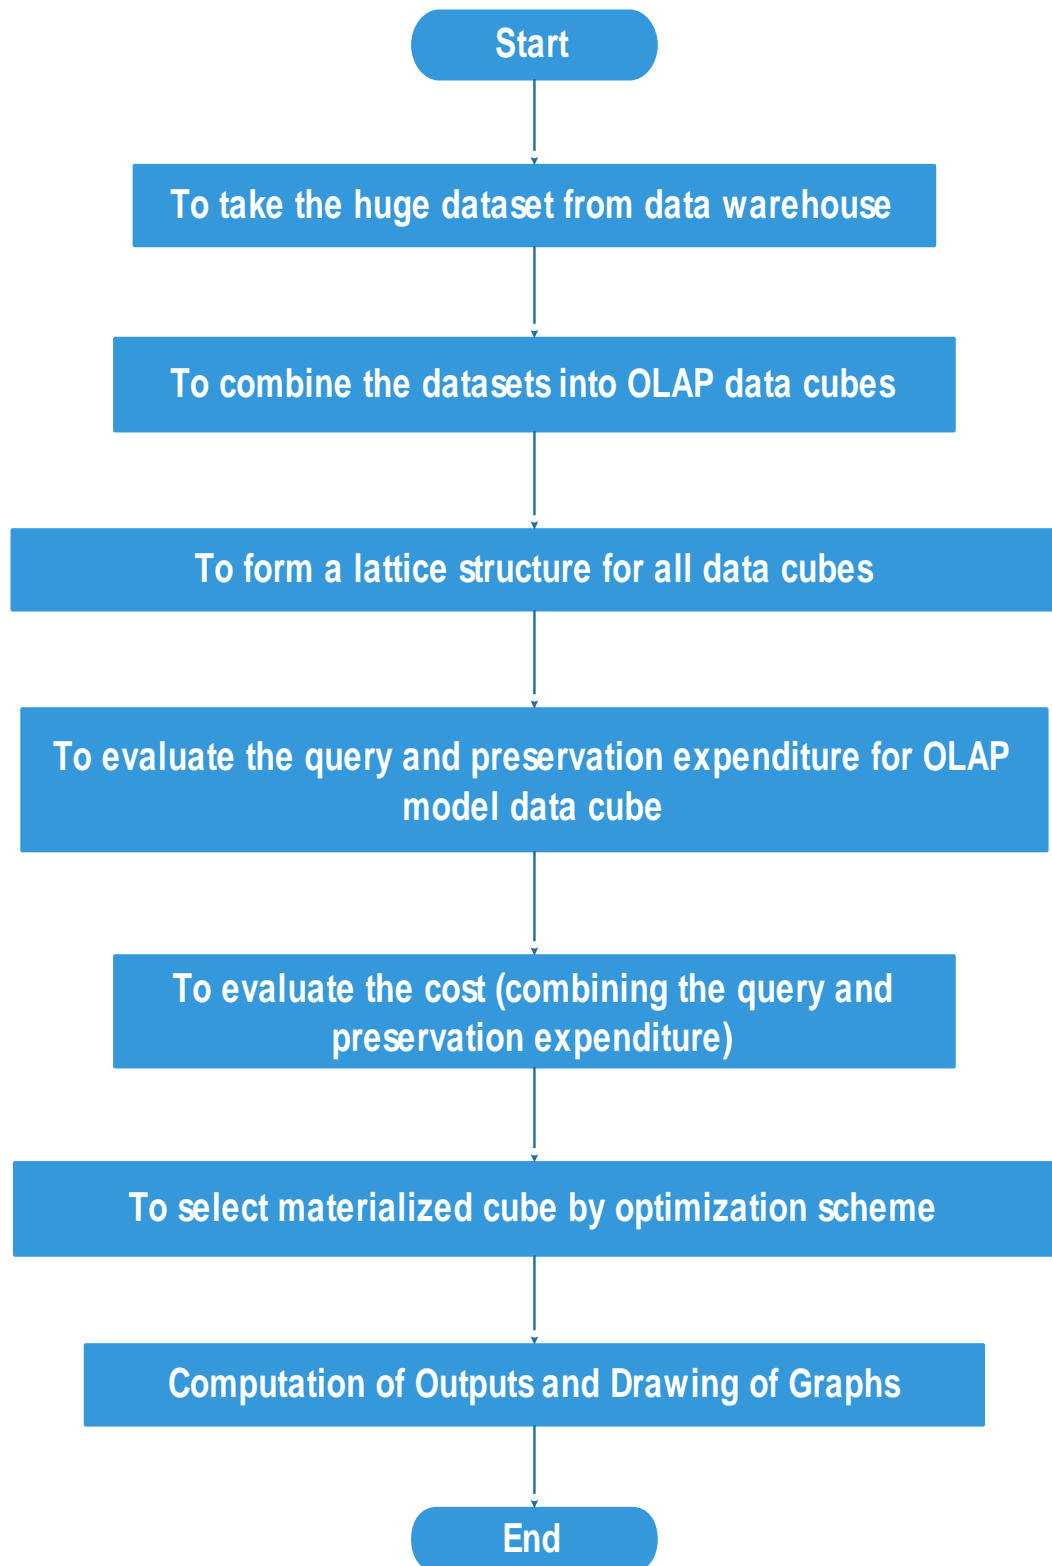 Start
To take the huge dataset from data warehouse
To combine the datasets into OLAP data cubes
To form a lattice structure for all data cubes
To evaluate the query and preservation expenditure for OLAP
model data cube
To evaluate the cost (combining the query and
preservation expenditure)
To select materialized cube by optimization scheme
Computation of Outputs and Drawing of Graphs
End